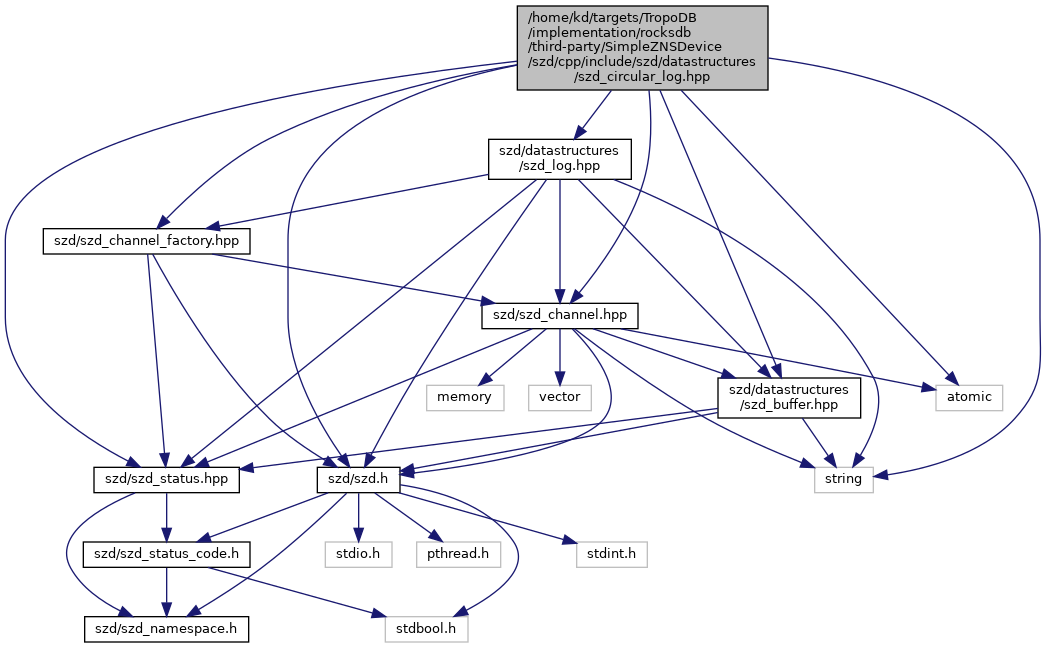 /home/kd/targets/TropoDB
/implementation/rocksdb
/third-party/SimpleZNSDevice
/szd/cpp/include/szd/datastructures
/szd_circular_log.hpp
szd/datastructures
/szd_log.hpp
szd/szd_channel_factory.hpp
szd/szd_channel.hpp
memory
vector
szd/datastructures
/szd_buffer.hpp
atomic
szd/szd_status.hpp
szd/szd.h
string
szd/szd_status_code.h
stdio.h
pthread.h
stdint.h
szd/szd_namespace.h
stdbool.h